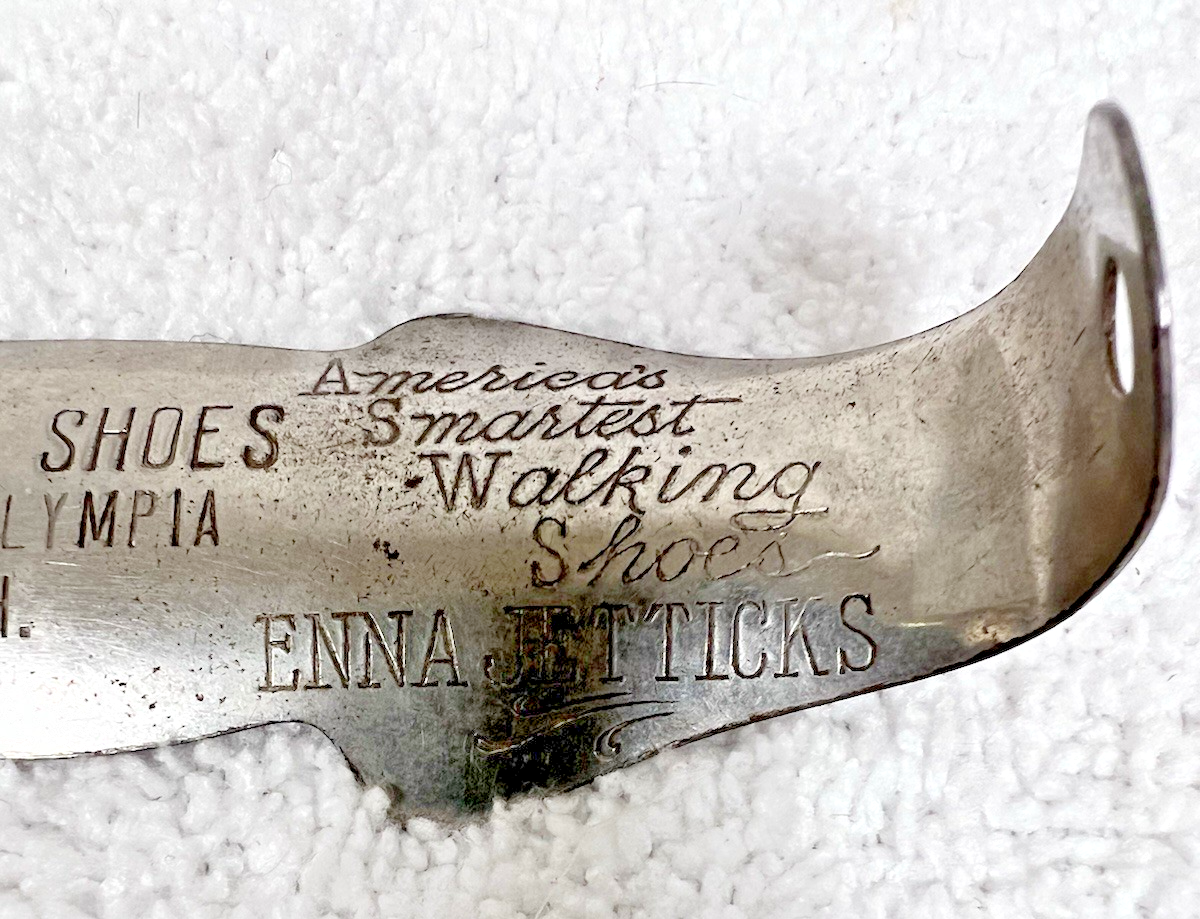 SHOES
LYMPIA
H.
America's
Smartest
Walking
Shoes
ENNA JETTICKS